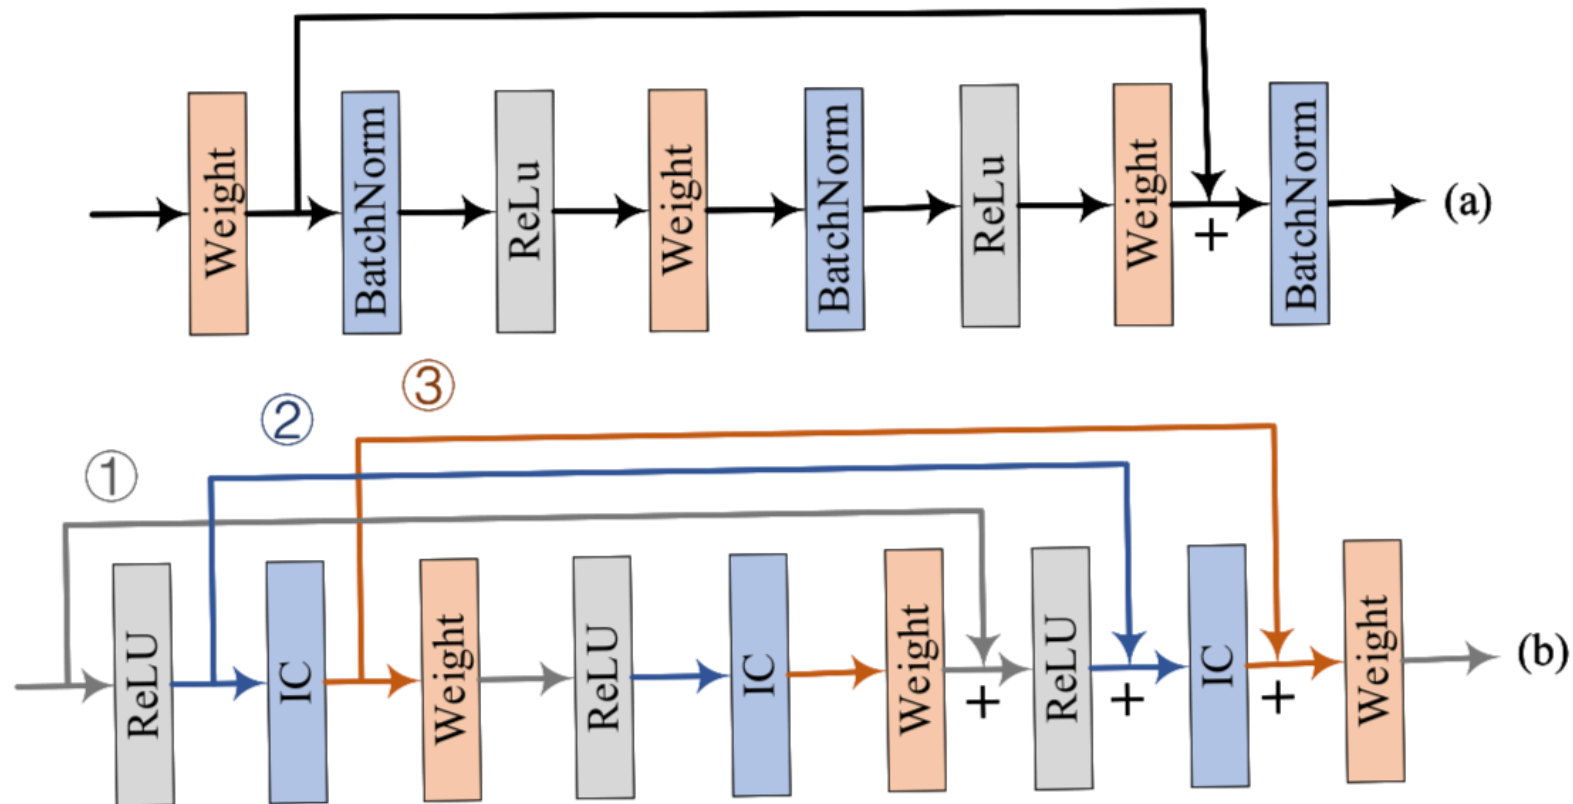 Weight
BatchNorm
ReLu
Weight
BatchNorm
ReLu
Weight
+
BatchNorm
(a)
①
②
③
ReLU
IC
Weight
ReLU
IC
Weight
+
ReLU
+
IC
+
Weight
(b)